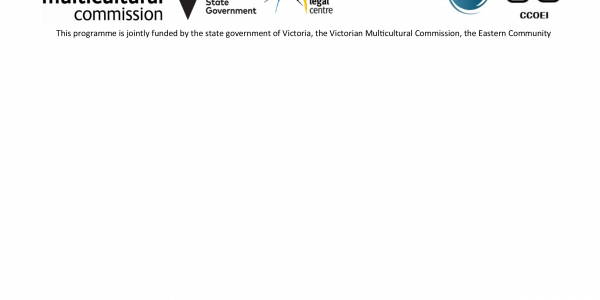 multicultural
commission
State
Government
legal
centre
CCOEI
This programme is jointly funded by the state government of Victoria, the Victorian Multicultural Commission, the Eastern Community